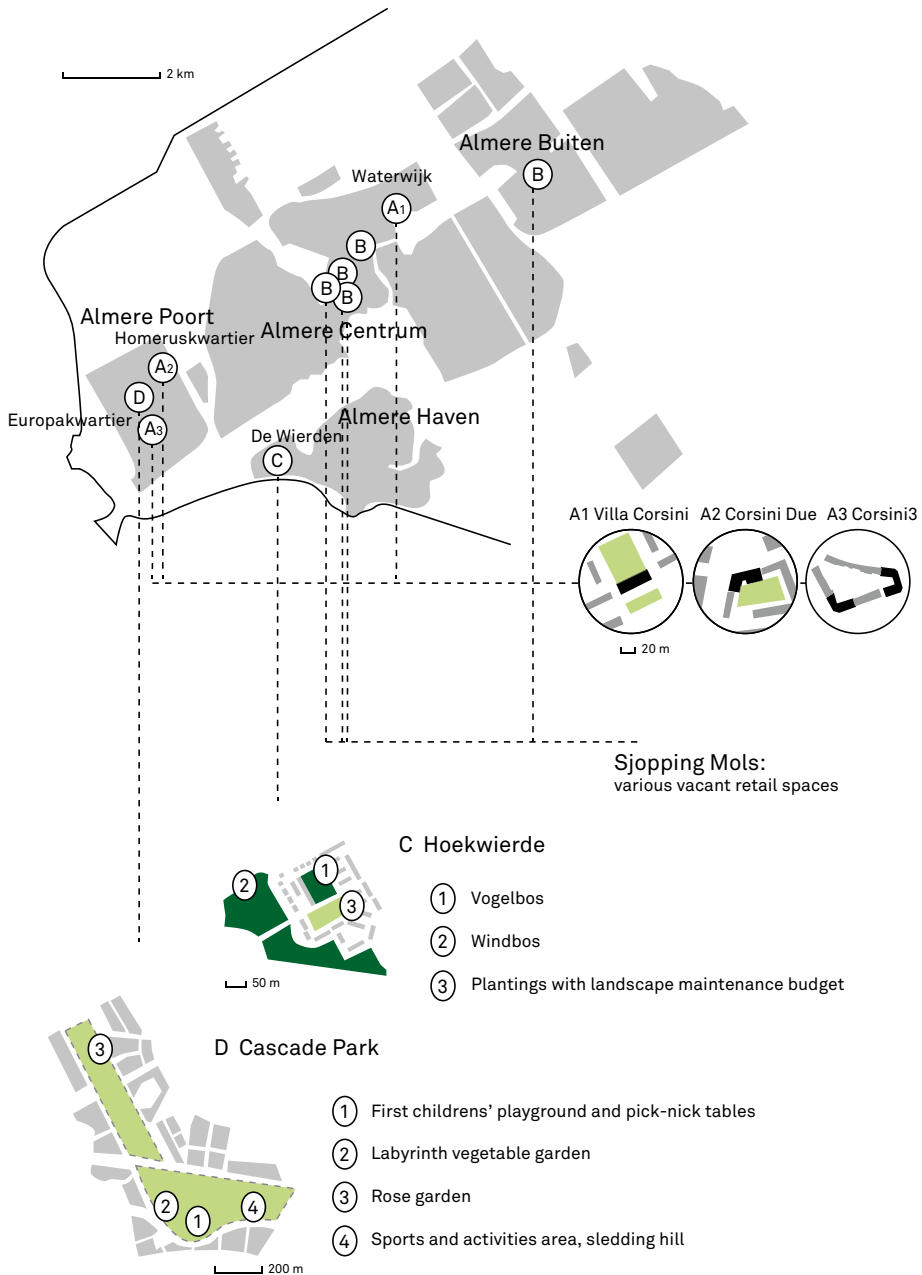 2 km
Almere Buiten
B
Waterwijk
A1
B
B
B
B
Almere Poort
Homeruskwartier
Almere Centrum
A2
D
Europakwartier
A3
Almere Haven
De Wierden
C
A1 Villa Corsini
A2 Corsini Due
A3 Corsini3
20 m
Sjopping Mols:
various vacant retail spaces
C Hoekwierde
1
2
3
50 m
1 Vogelbos
2 Windbos
3 Plantings with landscape maintenance budget
D Cascade Park
3
2
1
4
200 m
1 First childrens’ playground and pick-nick tables
2 Labyrinth vegetable garden
3 Rose garden
4 Sports and activities area, sledding hill